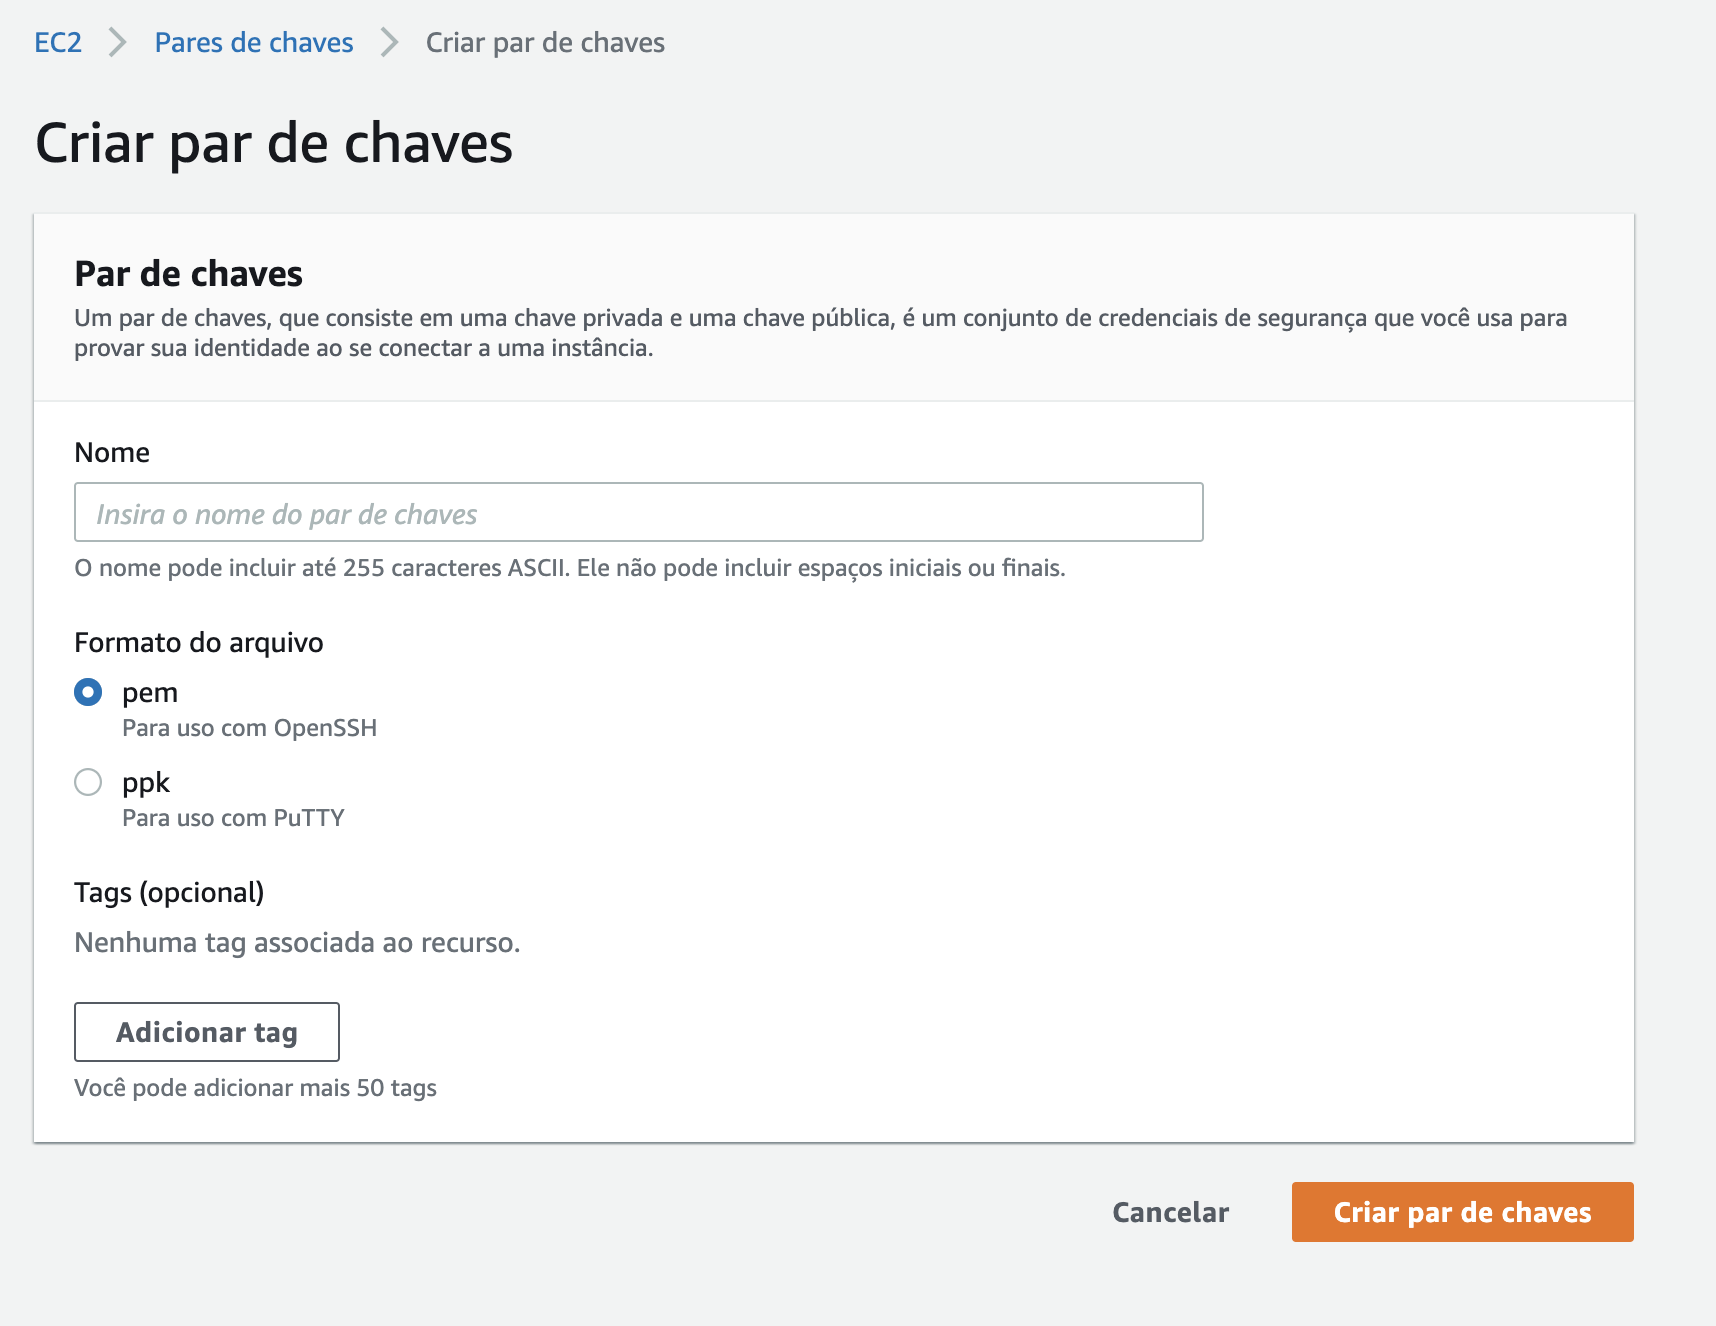 EC2 Pares de chaves Criar par de chaves
Criar par de chaves
Par de chaves
Um par de chaves, que consiste em uma chave privada e uma chave pública, é um conjunto de credenciais de segurança que você usa para
provar sua identidade ao se conectar a uma instância.
Nome
Insira o nome do par de chaves
O nome pode incluir até 255 caracteres ASCII. Ele não pode incluir espaços iniciais ou finais.
Formato do arquivo
pem
Para uso com OpenSSH
ppk
Para uso com PuTTY
Tags (opcional)
Nenhuma tag associada ao recurso.
Adicionar tag
Você pode adicionar mais 50 tags
Cancelar Criar par de chaves